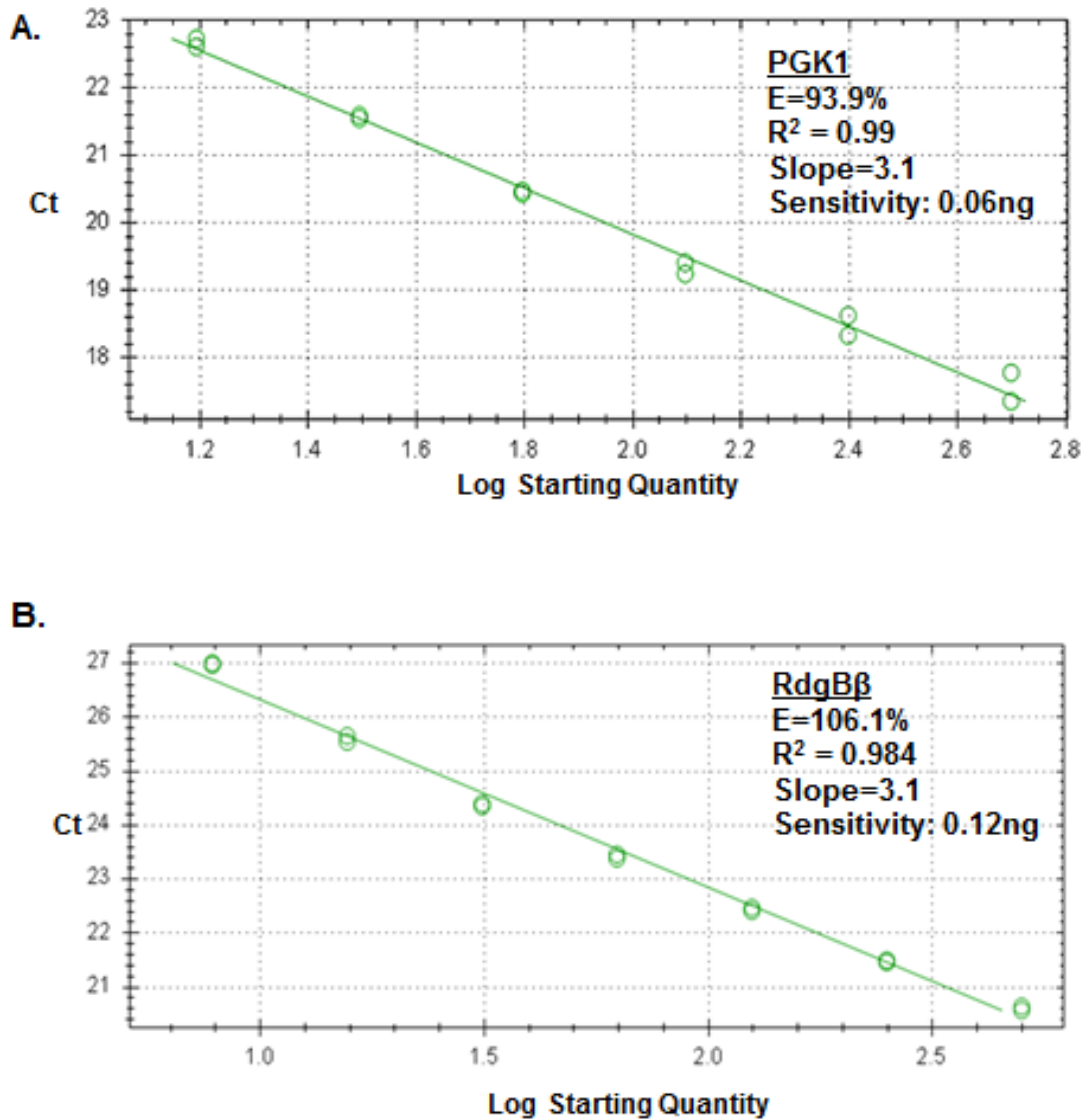 A.
23
22
21
20
19
18
Ct
PGK1
E=93.9%
R² = 0.99
Slope=3.1
Sensitivity: 0.06ng
1.2 1.4 1.6 1.8 2.0 2.2 2.4 2.6 2.8
Log Starting Quantity
B.
27
26
25
24
23
22
21
Ct
RdgBβ
E=106.1%
R² = 0.984
Slope=3.1
Sensitivity: 0.12ng
1.0 1.5 2.0 2.5
Log Starting Quantity